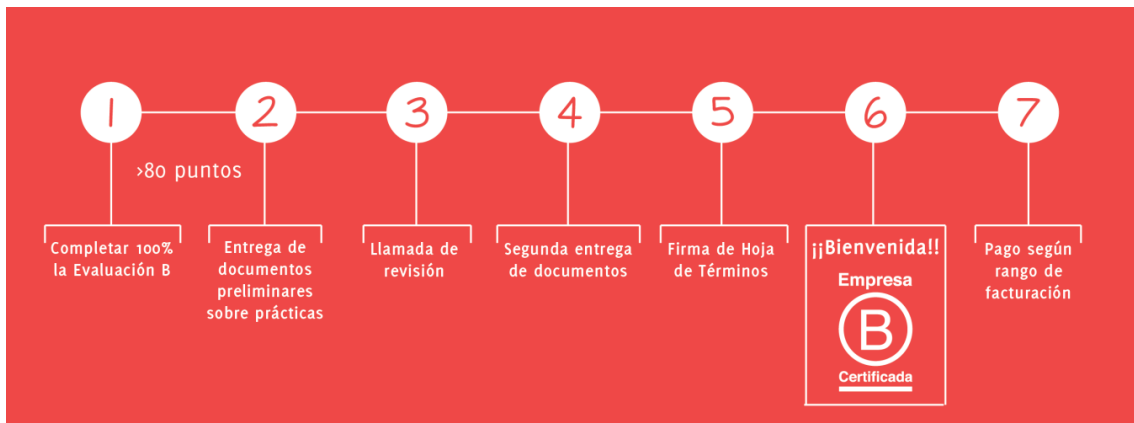 1
2
3
4
5
6
7
>80 puntos
Completar 100%
la Evaluación B
Entrega de
documentos
preliminares
sobre prácticas
Llamada de
revisión
Segunda entrega
de documentos
Firma de Hoja
de Términos
¡¡Bienvenida!!
Empresa
B
Certificada
Pago según
rango de
facturación